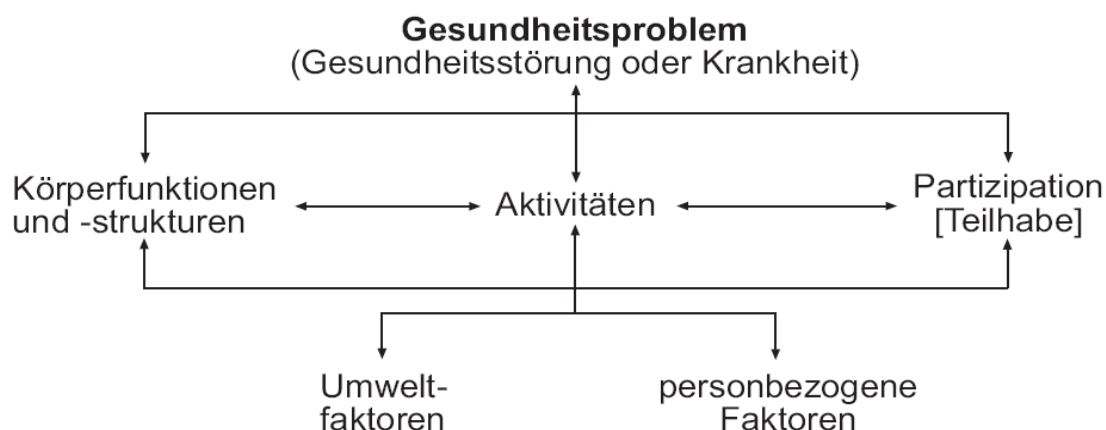 Gesundheitsproblem
(Gesundheitsstörung oder Krankheit)
Körperfunktionen
und -strukturen
Aktivitäten
Partizipation
[Teilhabe]
Umwelt-
faktoren
personbezogene
Faktoren